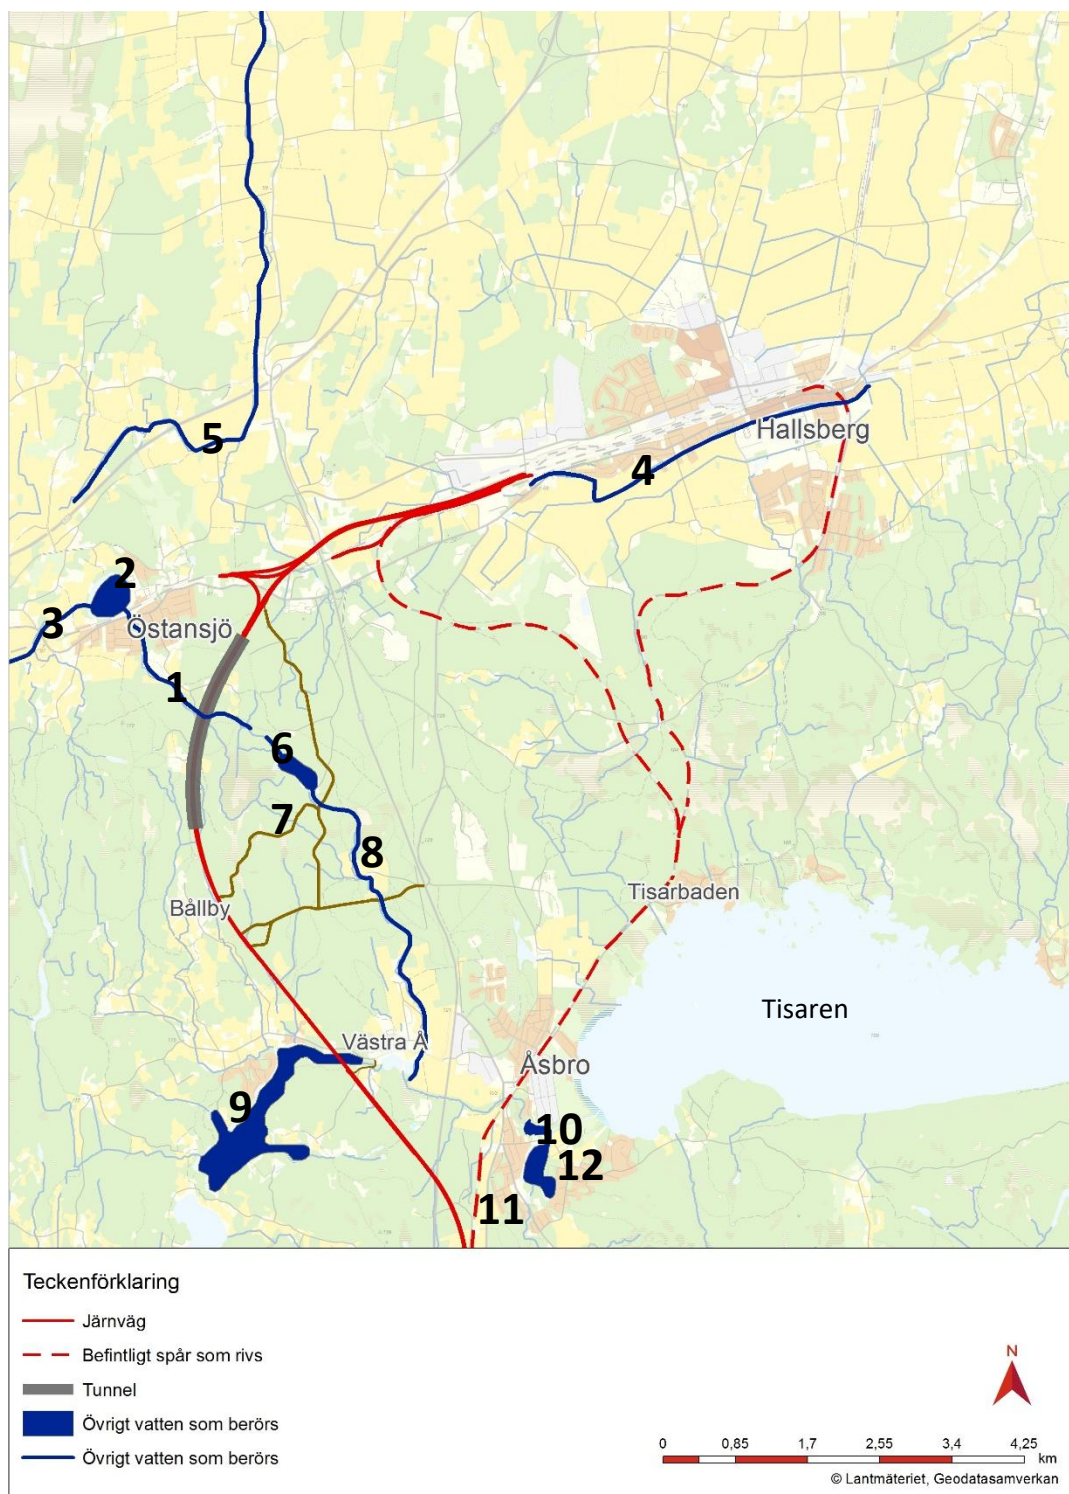 5
Hallsberg
4
2
3
Östansjö
1
6
7
8
Tisarbaden
Bållby
Tisaren
Västra Å
Åsbro
9
10
12
11
Teckenförklaring
Järnväg
Befintligt spår som rivs
Tunnel
Övrigt vatten som berörs
Övrigt vatten som berörs
N
0 0,85 1,7 2,55 3,4 4,25
km
© Lantmäteriet, Geodatasamverkan